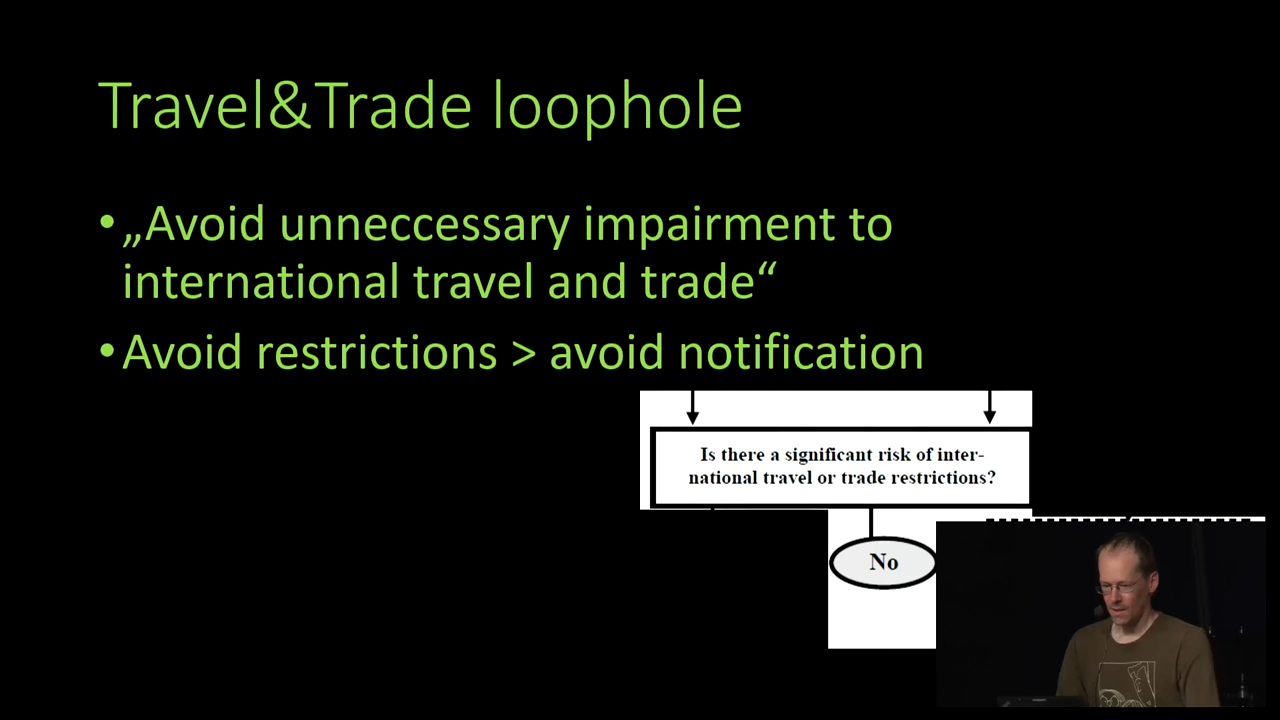 Travel&Trade loophole
•„Avoid unneccessary impairment to
international travel and trade“
•Avoid restrictions > avoid notification
Is there a significant risk of inter-
national travel or trade restrictions?
No